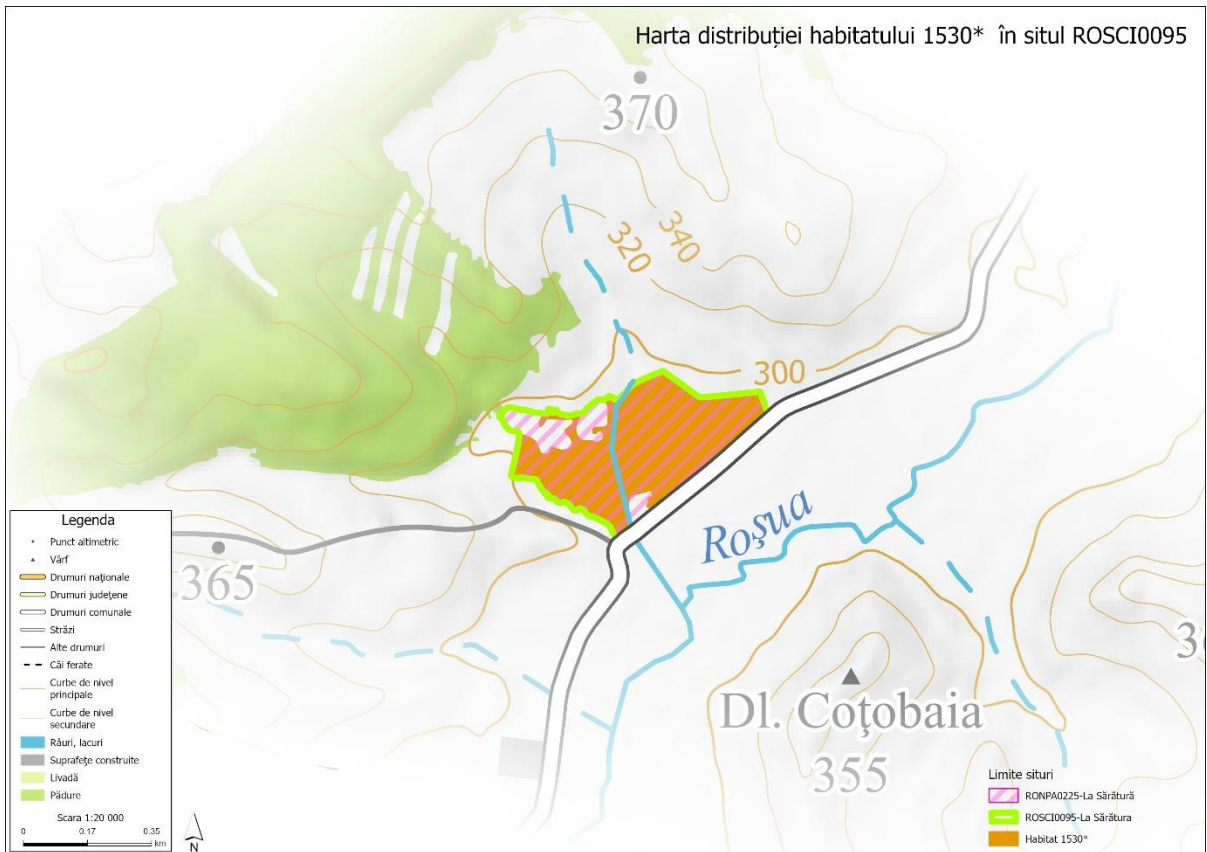 Harta distribuției habitatului 1530* în situl ROSCI0095
370
340
320
300
Roşua
365
Dl. Coţobaia
355
Legenda
Punct altimetric
Vârf
Drumuri naționale
Drumuri județene
Drumuri comunale
Străzi
Alte drumuri
Căi ferate
Curbe de nivel
principale
Curbe de nivel
secundare
Râuri, lacuri
Suprafețe construite
Livadă
Pădure
Scara 1:20 000
0 0.17 0.35
km
N
Limite situri
RONPA0225-La Sărătură
ROSCI0095-La Sărătura
Habitat 1530*